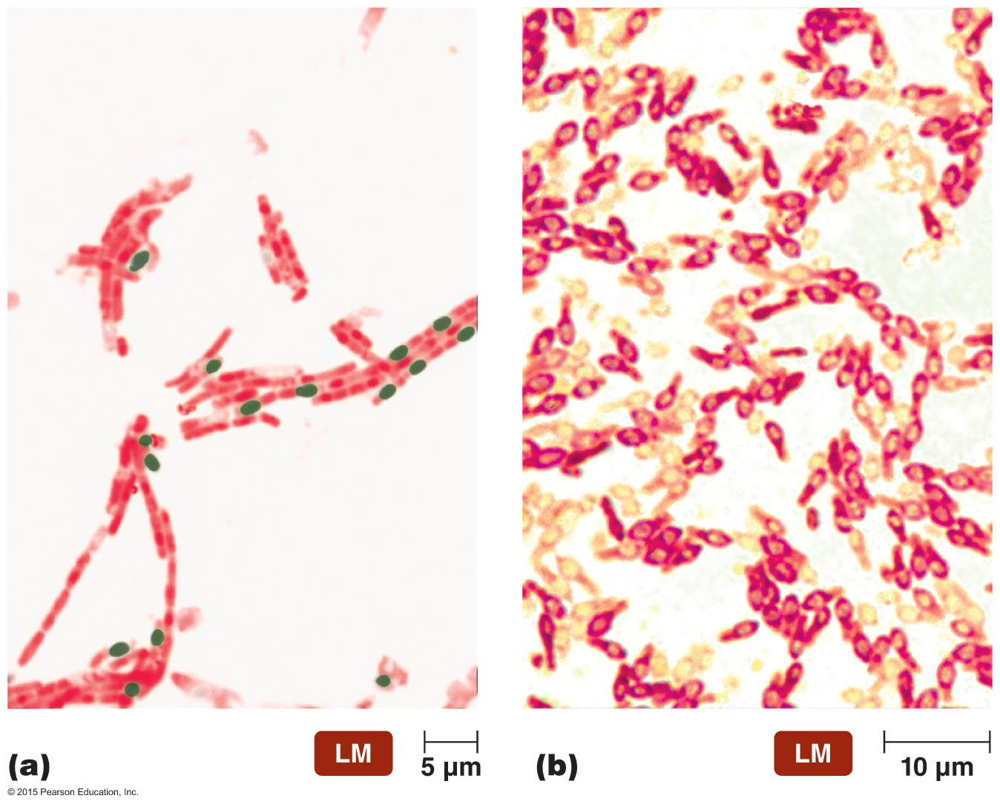 (a)
LM
5 µm
(b)
LM
10 µm
© 2015 Pearson Education, Inc.